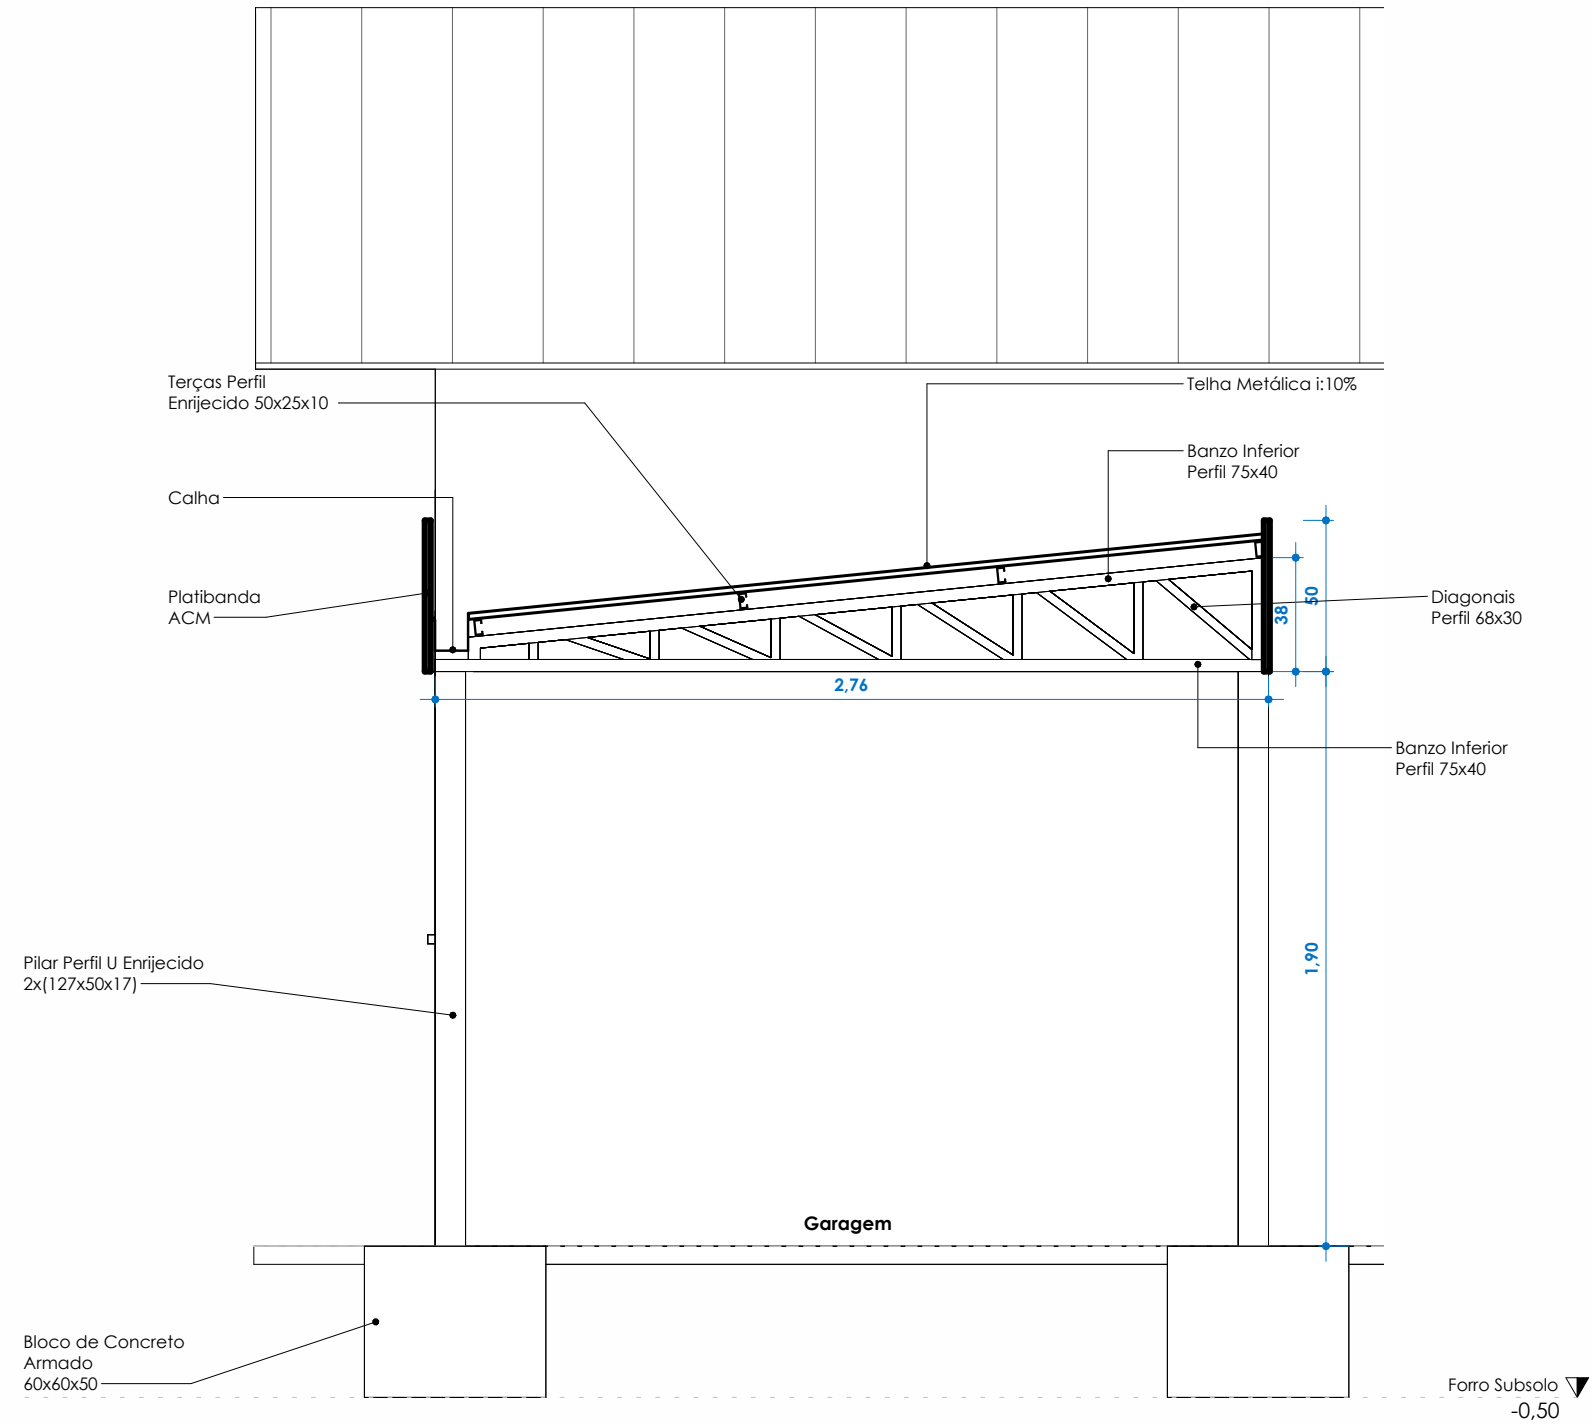 Terças Perfil
Enrijecido 50x25x10
Telha Metálica i:10%
Banzo Inferior
Perfil 75x40
Calha
Platibanda
ACM
Diagonais
Perfil 68x30
38
50
2,76
Banzo Inferior
Perfil 75x40
1,90
Pilar Perfil U Enrijecido
2x(127x50x17)
Garagem
Bloco de Concreto
Armado
60x60x50
Forro Subsolo
-0,50